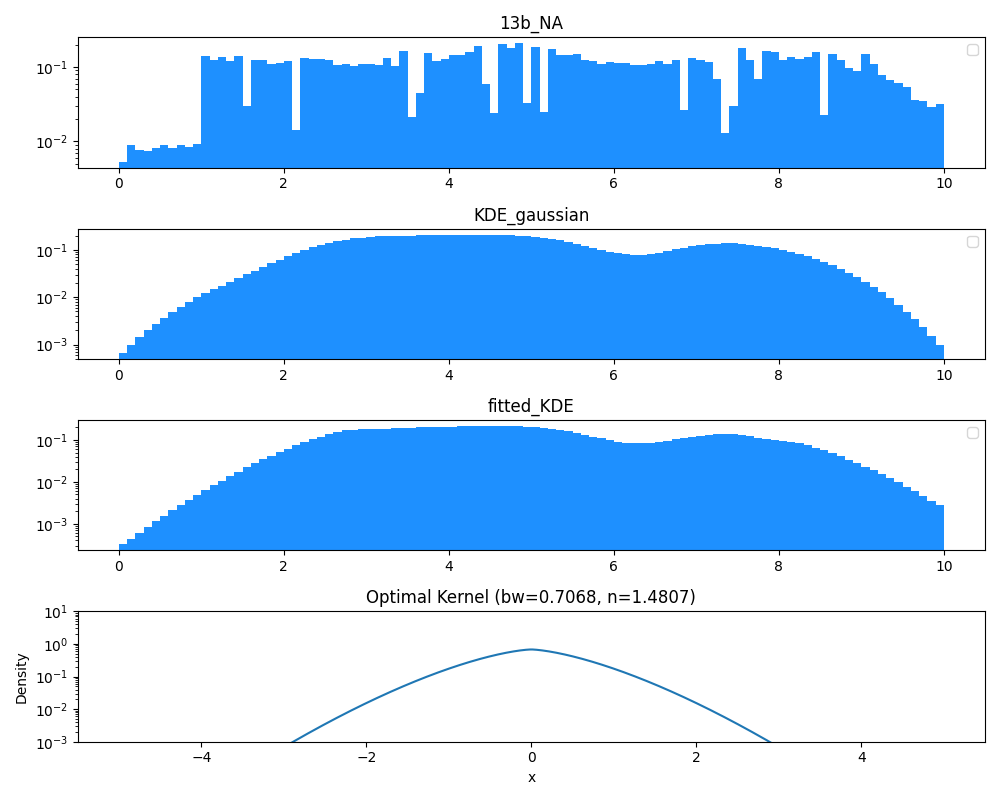 13b_NA
10⁻¹
10⁻²
0 2 4 6 8 10
KDE_gaussian
10⁻¹
10⁻²
10⁻³
0 2 4 6 8 10
fitted_KDE
10⁻¹
10⁻²
10⁻³
0 2 4 6 8 10
Optimal Kernel (bw=0.7068, n=1.4807)
10¹
10⁰
10⁻¹
10⁻²
10⁻³
Density
−4 −2 0 2 4
x